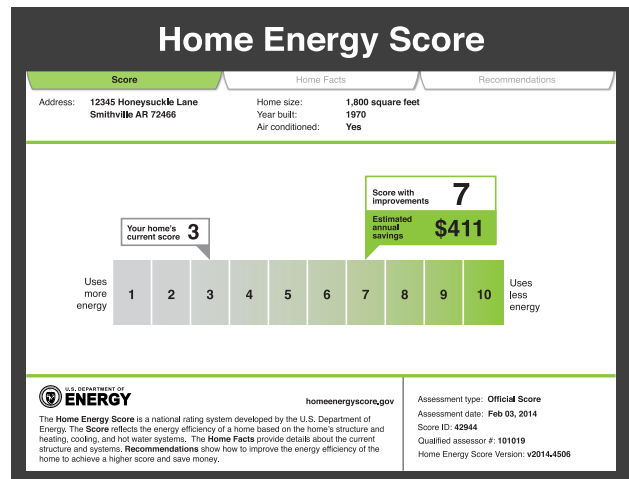 Home Energy Score
Score
Home Facts
Recommendations
Address: 12345 Honeysuckle Lane
Smithville AR 72466
Home size: 1,800 square feet
Year built: 1970
Air conditioned: Yes
Score with improvements 7
Estimated annual savings $411
Your home's current score 3
Uses more energy
1 2 3 4 5 6 7 8 9 10
Uses less energy
U.S. DEPARTMENT OF
ENERGY
homeenergyscore.gov
The Home Energy Score is a national rating system developed by the U.S. Department of
Energy. The Score reflects the energy efficiency of a home based on the home's structure and
heating, cooling, and hot water systems. The Home Facts provide details about the current
structure and systems. Recommendations show how to improve the energy efficiency of the
home to achieve a higher score and save money.
Assessment type: Official Score
Assessment date: Feb 03, 2014
Score ID: 42944
Qualified assessor #: 101019
Home Energy Score Version: v2014.4506